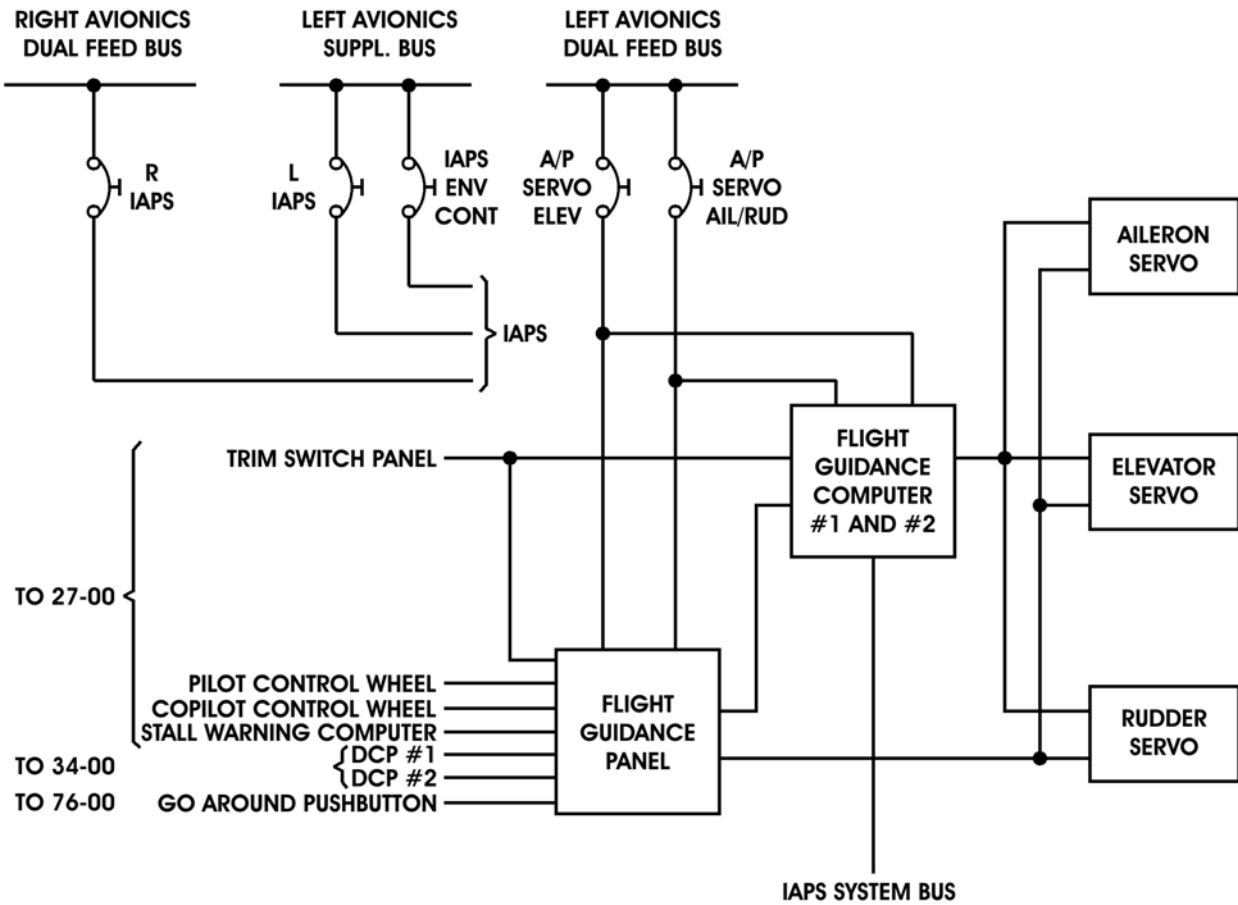 RIGHT AVIONICS
DUAL FEED BUS
LEFT AVIONICS
SUPPL. BUS
LEFT AVIONICS
DUAL FEED BUS
R
IAPS
L
IAPS
IAPS
ENV
CONT
A/P
SERVO
ELEV
A/P
SERVO
AIL/RUD
AILERON
SERVO
IAPS
TRIM SWITCH PANEL
FLIGHT
GUIDANCE
COMPUTER
#1 AND #2
ELEVATOR
SERVO
TO 27-00
PILOT CONTROL WHEEL
COPILOT CONTROL WHEEL
STALL WARNING COMPUTER
TO 34-00
DCP #1
DCP #2
TO 76-00
GO AROUND PUSHBUTTON
FLIGHT
GUIDANCE
PANEL
RUDDER
SERVO
IAPS SYSTEM BUS